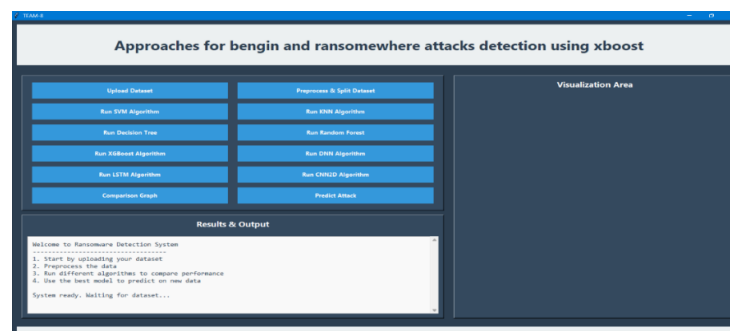 TEAM-8
Approaches for bengin and ransomewhere attacks detection using xboost
Upload Dataset
Preprocess & Split Dataset
Run SVM Algorithm
Run KNN Algorithm
Run Decision Tree
Run Random Forest
Run XGBoost Algorithm
Run DNN Algorithm
Run LSTM Algorithm
Run CNN2D Algorithm
Comparison Graph
Predict Attack
Visualization Area
Results & Output
Welcome to Ransomware Detection System
-----------------------------------
1. Start by uploading your dataset
2. Preprocess the data
3. Run different algorithms to compare performance
4. Use the best model to predict on new data
System ready. Waiting for dataset...